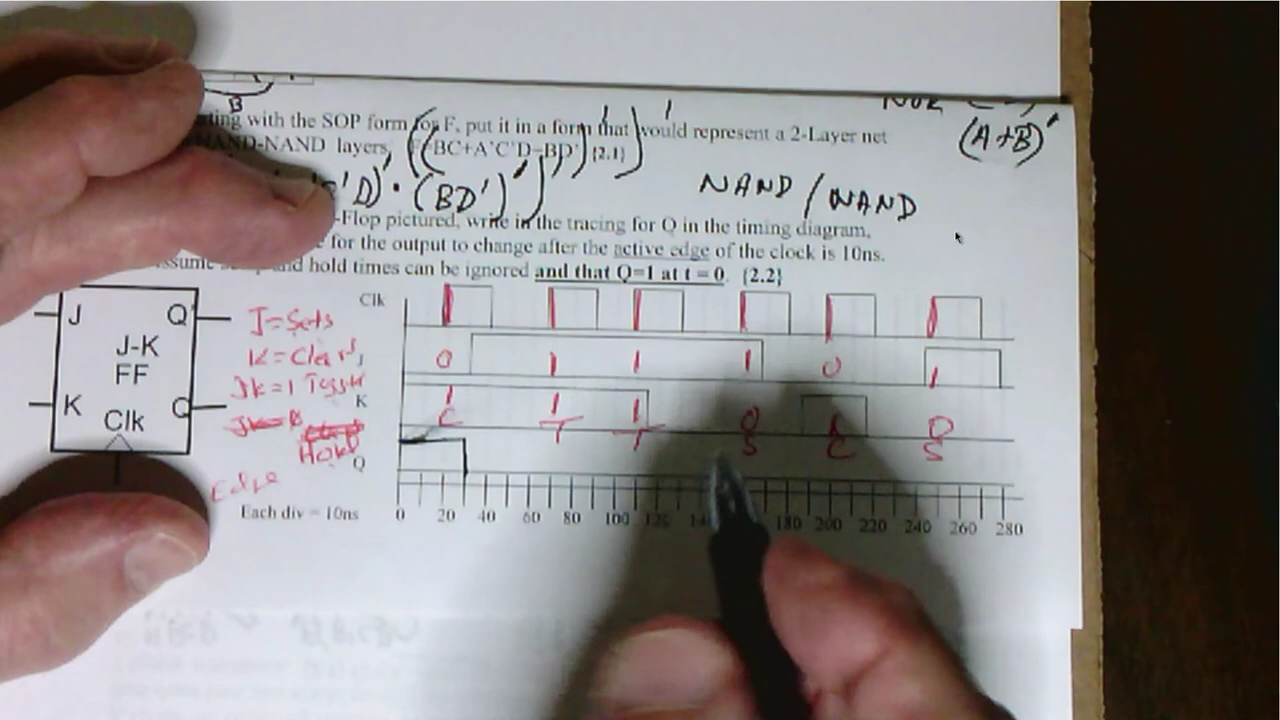 B
NOR
(A+B)'
ting with the SOP form for F, put it in a form that would represent a 2-Layer net
NAND-NAND layers, BC+A'C'D+BD' {2.1}
'D)' · (BD')')
NAND / NAND
-Flop pictured, write in the tracing for Q in the timing diagram,
for the output to change after the active edge of the clock is 10ns.
and hold times can be ignored and that Q=1 at t = 0. {2.2}
Clk
J Q
J-K
FF
K Q
Clk
J=Sets
K=Clears
JK=1 Toggle
JK=0
HOLD
Edge
J
0 1 1 1 0 1
K
1 1 1 0 1 0
C T T S C S
Q
Each div = 10ns
0 20 40 60 80 100 120 180 200 220 240 260 280